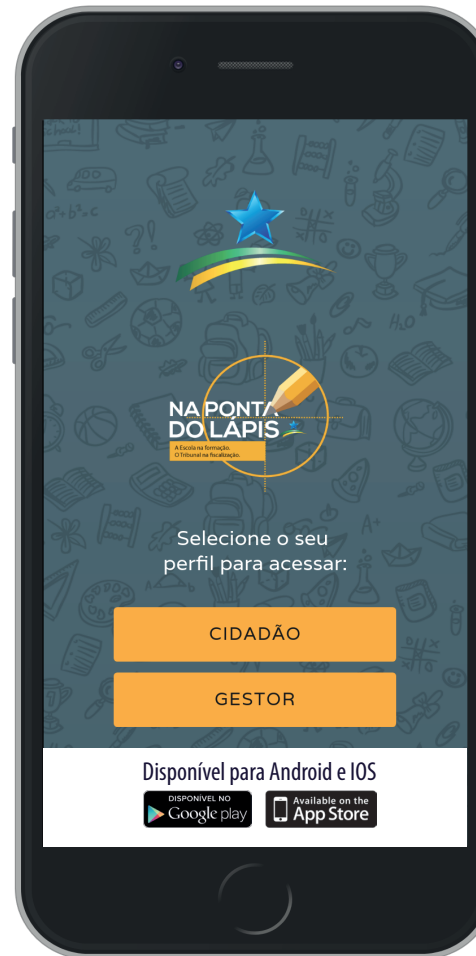 NA PONTA
DO LÁPIS
A Escola na formação.
O Tribunal na fiscalização.
Selecione o seu
perfil para acessar:
CIDADÃO
GESTOR
Disponível para Android e IOS
DISPONÍVEL NO
Google play
Available on the
App Store
H₂O
A+